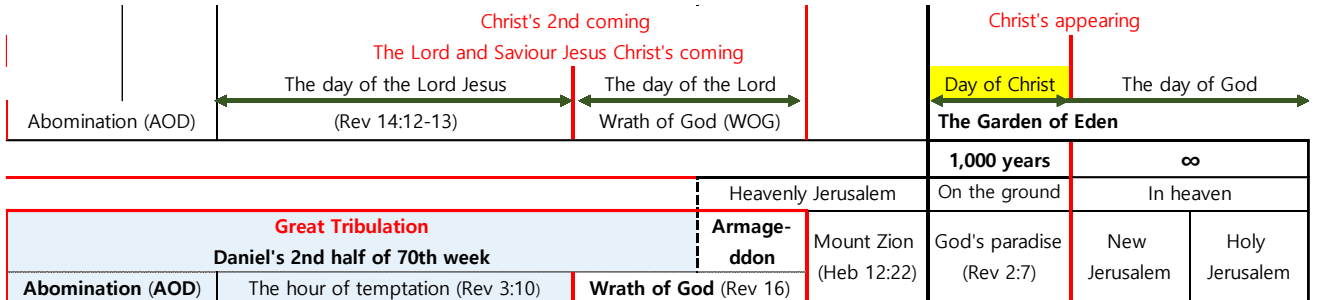 Christ's 2nd coming Christ's appearing
The Lord and Saviour Jesus Christ's coming
The day of the Lord Jesus The day of the Lord Day of Christ The day of God
Abomination (AOD) (Rev 14:12-13) Wrath of God (WOG) The Garden of Eden
1,000 years ∞
Heavenly Jerusalem On the ground In heaven
Great Tribulation Armage-
Daniel's 2nd half of 70th week ddon
Mount Zion God's paradise New Holy
(Heb 12:22) (Rev 2:7) Jerusalem Jerusalem
Abomination (AOD) The hour of temptation (Rev 3:10) Wrath of God (Rev 16)